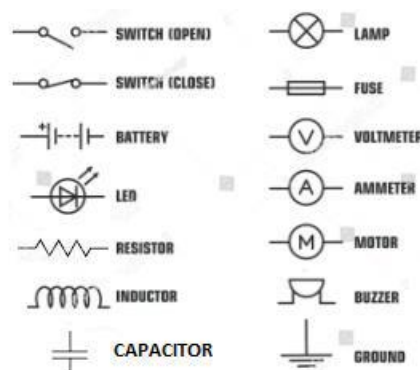 SWITCH (OPEN)
SWITCH (CLOSE)
+
BATTERY
LED
RESISTOR
INDUCTOR
CAPACITOR
LAMP
FUSE
V
VOLTMETER
A
AMMETER
M
MOTOR
BUZZER
GROUND